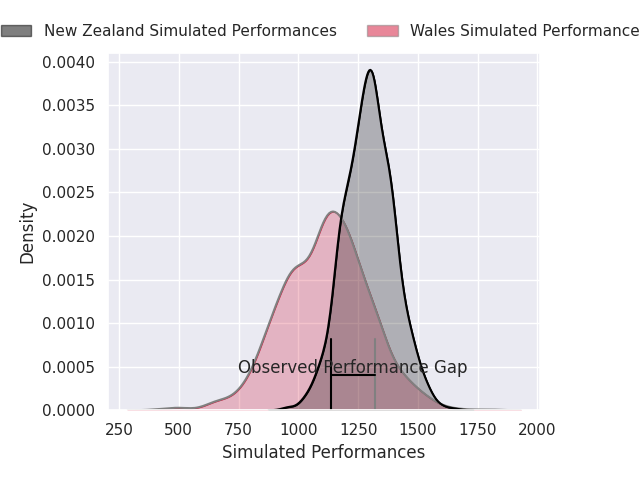 New Zealand Simulated Performances
Wales Simulated Performance
0.0040
0.0035
0.0030
0.0025
0.0020
0.0015
0.0010
0.0005
0.0000
Density
Observed Performance Gap
250 500 750 1000 1250 1500 1750 2000
Simulated Performances